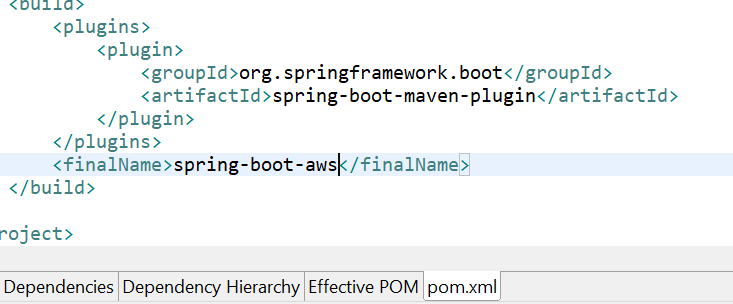 <build>
<plugins>
<plugin>
<groupId>org.springframework.boot</groupId>
<artifactId>spring-boot-maven-plugin</artifactId>
</plugin>
</plugins>
<finalName>spring-boot-aws</finalName>
</build>
roject>
Dependencies Dependency Hierarchy Effective POM pom.xml